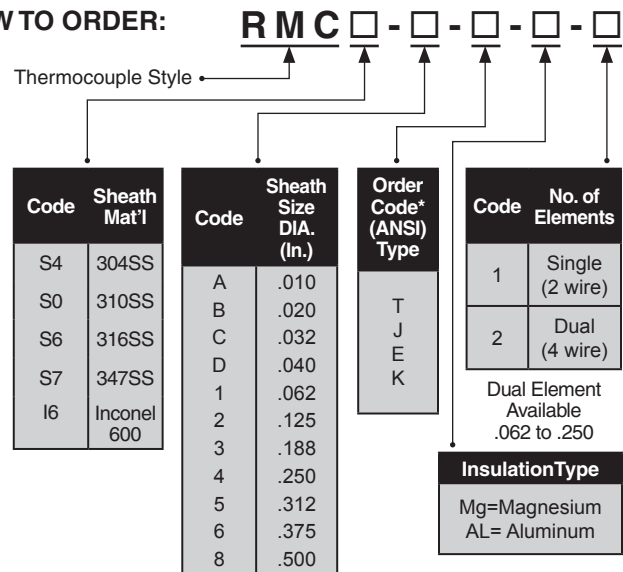 W TO ORDER:
RMC □ - □ - □ - □ - □
Thermocouple Style
Code Sheath Mat'l
S4 304SS
S0 310SS
S6 316SS
S7 347SS
I6 Inconel 600
Code Sheath Size DIA. (In.)
A .010
B .020
C .032
D .040
1 .062
2 .125
3 .188
4 .250
5 .312
6 .375
8 .500
Order Code* (ANSI) Type
T
J
E
K
Code No. of Elements
1 Single (2 wire)
2 Dual (4 wire)
Dual Element
Available
.062 to .250
InsulationType
Mg=Magnesium
AL= Aluminum